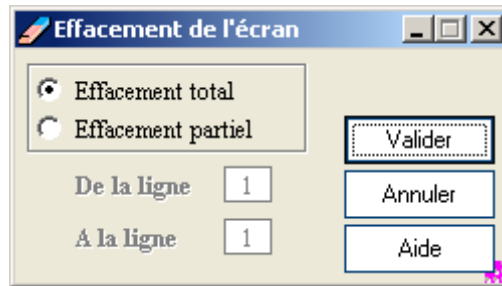 Effacement de l'écran
Effacement total
Effacement partiel
De la ligne 1
A la ligne 1
Valider
Annuler
Aide